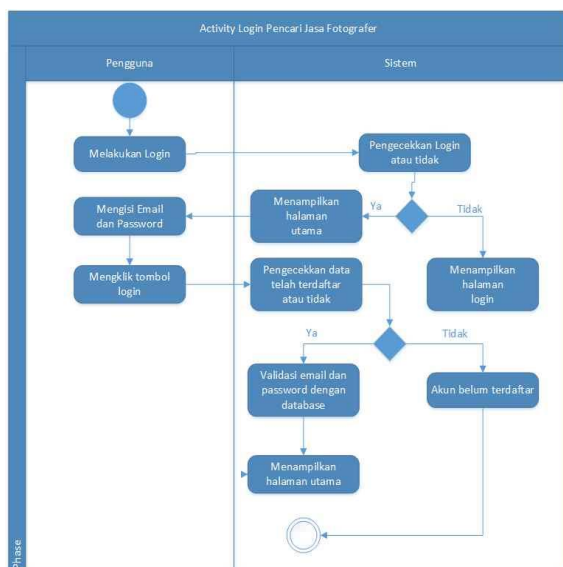 Activity Login Pencari Jasa Fotografer
Pengguna
Sistem
Melakukan Login
Pengecekkan Login
atau tidak
Mengisi Email
dan Password
Menampilkan
halaman
utama
Ya
Tidak
Mengklik tombol
login
Pengecekkan data
telah terdaftar
atau tidak
Menampilkan
halaman
login
Ya
Tidak
Validasi email dan
password dengan
database
Akun belum terdaftar
Menampilkan
halaman utama
Phase